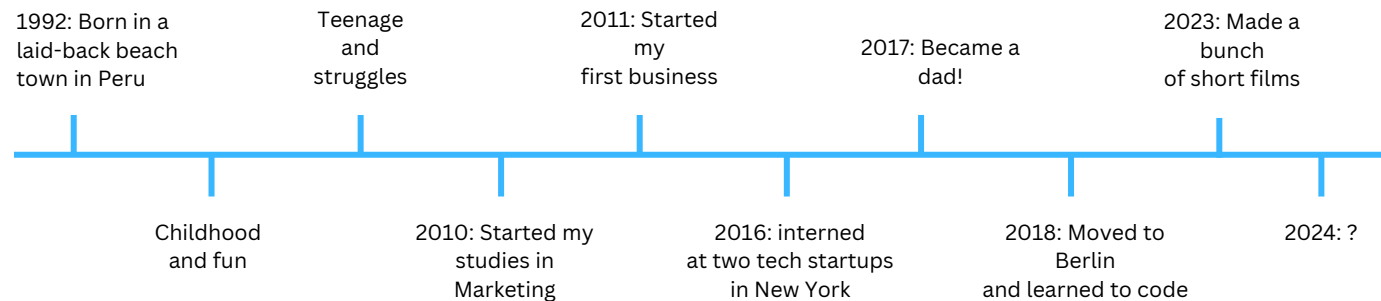 1992: Born in a
laid-back beach
town in Peru
Childhood
and fun
Teenage
and
struggles
2010: Started my
studies in
Marketing
2011: Started
my
first business
2016: interned
at two tech startups
in New York
2017: Became a
dad!
2018: Moved to
Berlin
and learned to code
2023: Made a
bunch
of short films
2024: ?